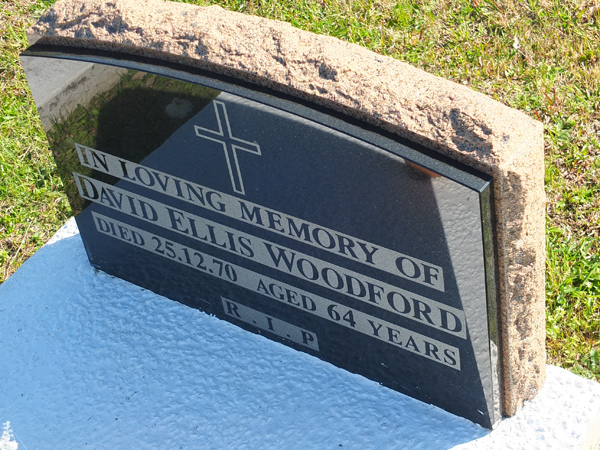 IN LOVING MEMORY OF
DAVID ELLIS WOODFORD
DIED 25.12.70 AGED 64 YEARS
R.I.P